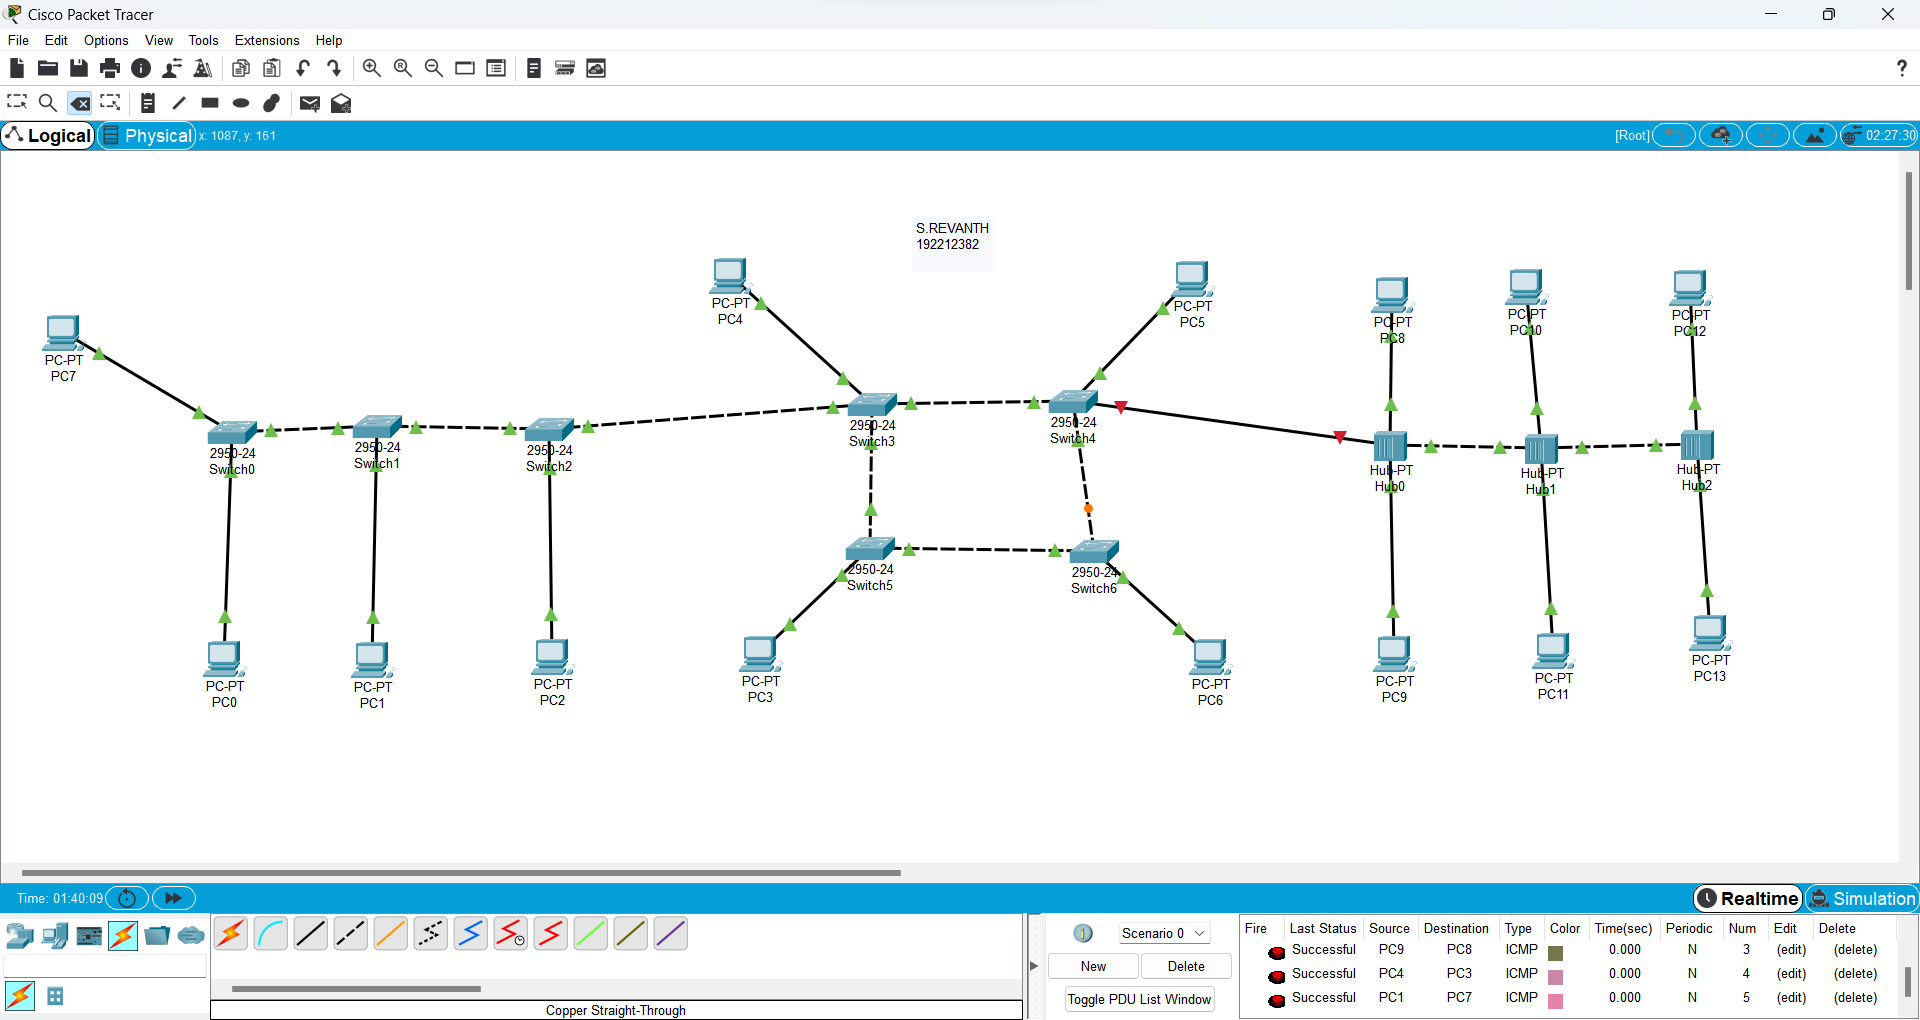 Cisco Packet Tracer
File Edit Options View Tools Extensions Help
?
Logical Physical x: 1087, y: 161 [Root] 02:27:30
S.REVANTH
192212382
PC-PT
PC4
PC-PT
PC5
PC-PT
PC8
PC-PT
PC10
PC-PT
PC12
PC-PT
PC7
2950-24
Switch0
2950-24
Switch1
2950-24
Switch2
2950-24
Switch3
2950-24
Switch4
Hub-PT
Hub0
Hub-PT
Hub1
Hub-PT
Hub2
2950-24
Switch5
2950-24
Switch6
PC-PT
PC0
PC-PT
PC1
PC-PT
PC2
PC-PT
PC3
PC-PT
PC6
PC-PT
PC9
PC-PT
PC11
PC-PT
PC13
Time: 01:40:09 Realtime Simulation
Copper Straight-Through
1 Scenario 0
New Delete
Toggle PDU List Window
Fire Last Status Source Destination Type Color Time(sec) Periodic Num Edit Delete
Successful PC9 PC8 ICMP 0.000 N 3 (edit) (delete)
Successful PC4 PC3 ICMP 0.000 N 4 (edit) (delete)
Successful PC1 PC7 ICMP 0.000 N 5 (edit) (delete)